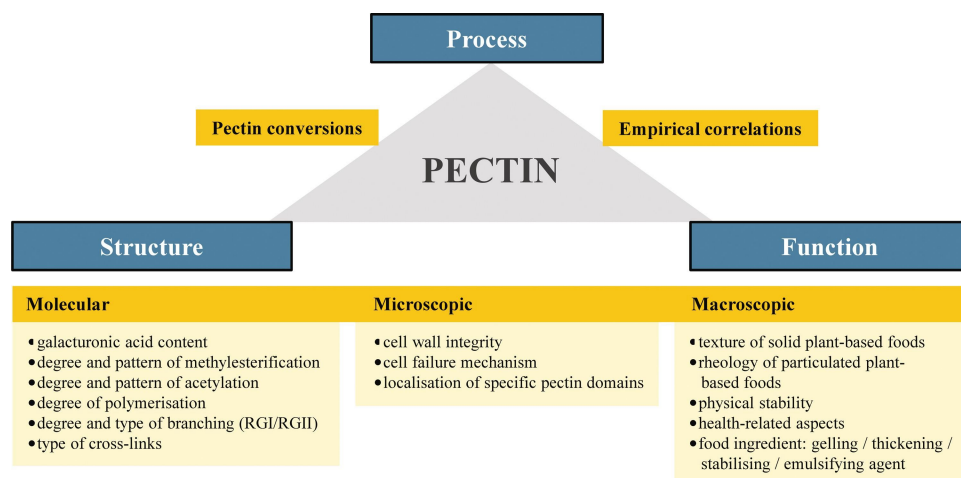 Process
Pectin conversions
Empirical correlations
PECTIN
Structure
Function
Molecular
• galacturonic acid content
• degree and pattern of methylesterification
• degree and pattern of acetylation
• degree of polymerisation
• degree and type of branching (RGI/RGII)
• type of cross-links
Microscopic
• cell wall integrity
• cell failure mechanism
• localisation of specific pectin domains
Macroscopic
• texture of solid plant-based foods
• rheology of particulated plant-
based foods
• physical stability
• health-related aspects
• food ingredient: gelling / thickening /
stabilising / emulsifying agent